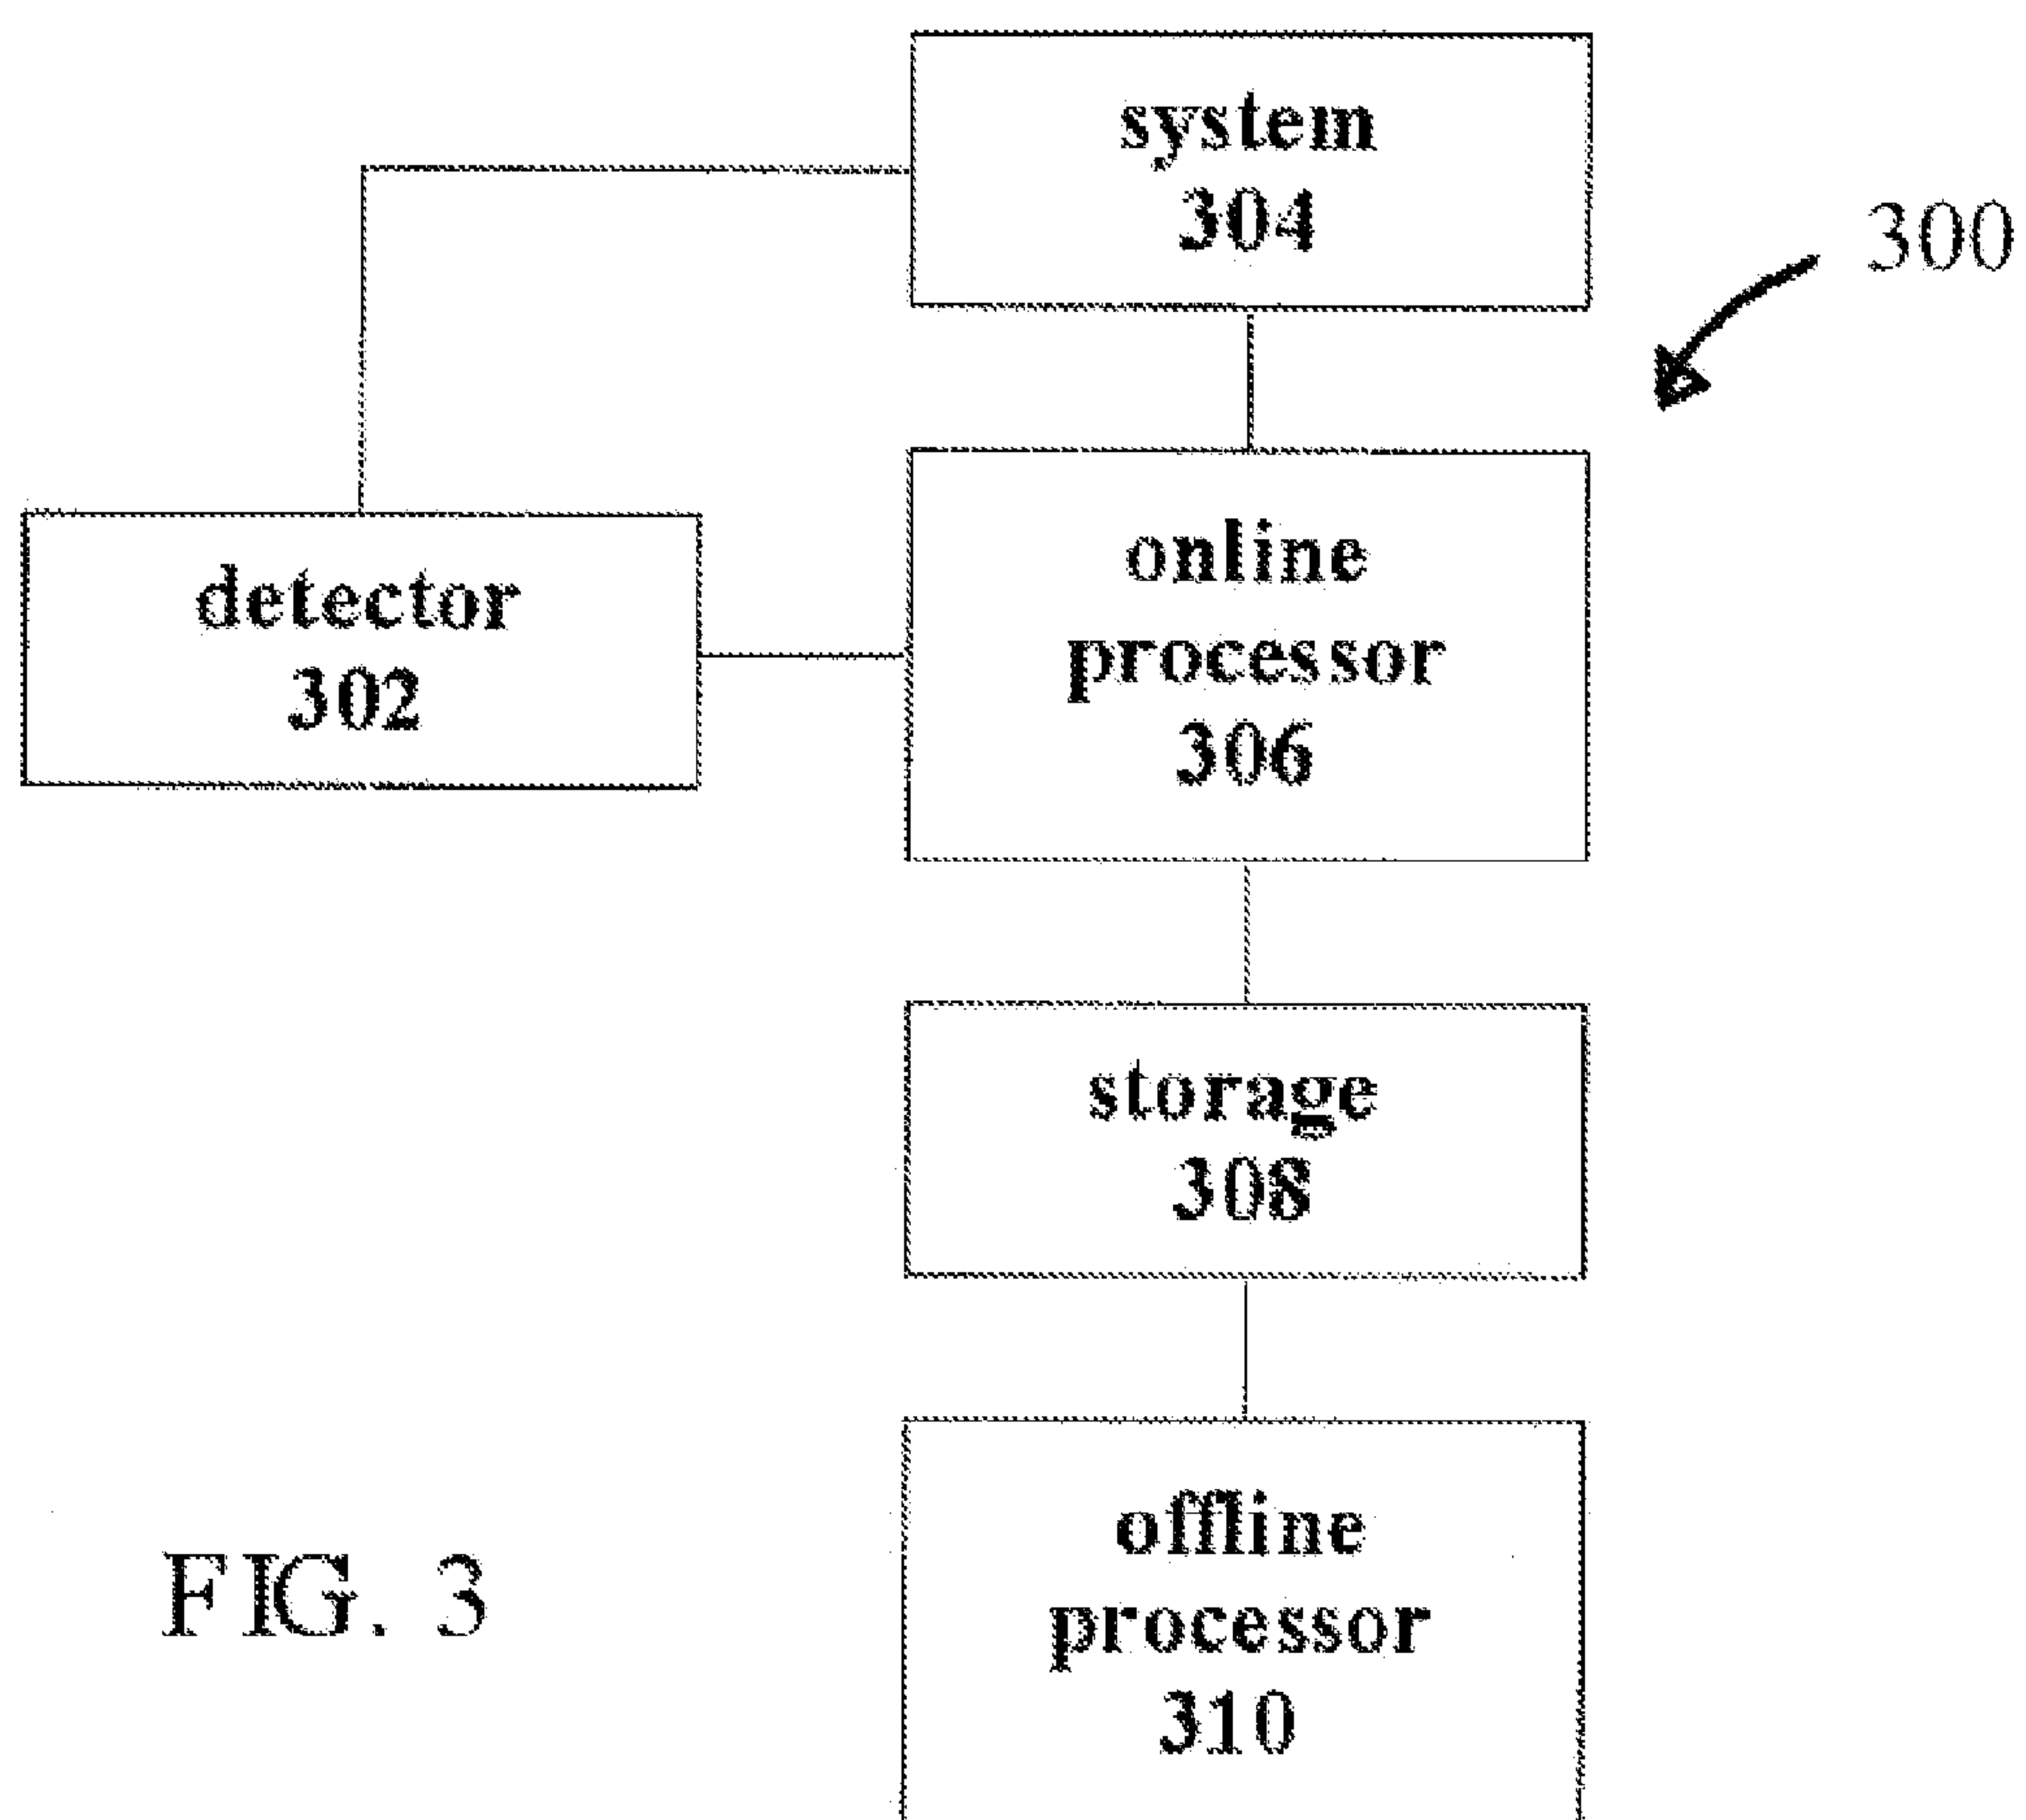 system
304
300
detector
302
online
processor
306
storage
308
offline
processor
310
FIG. 3